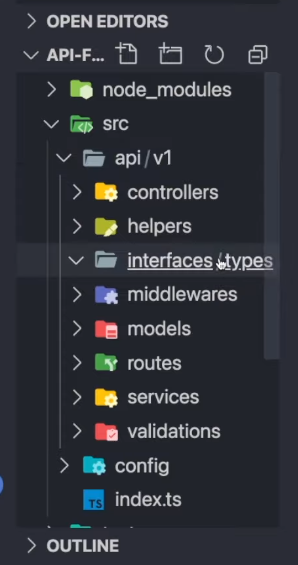 OPEN EDITORS
API-F...
node_modules
src
api/v1
controllers
helpers
interfaces/types
middlewares
models
routes
services
validations
config
TS index.ts
OUTLINE